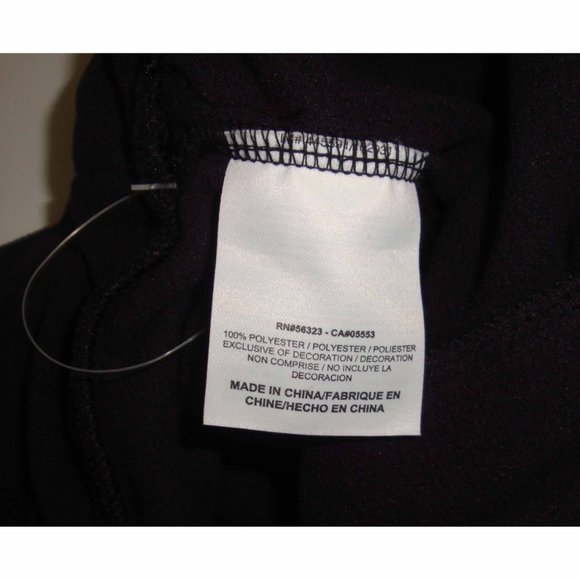 RN#56323 - CA#05553
100% POLYESTER / POLYESTER / POLIESTER
EXCLUSIVE OF DECORATION / DECORATION
NON COMPRISE / NO INCLUYE LA
DECORACION
MADE IN CHINA/FABRIQUE EN
CHINE/HECHO EN CHINA